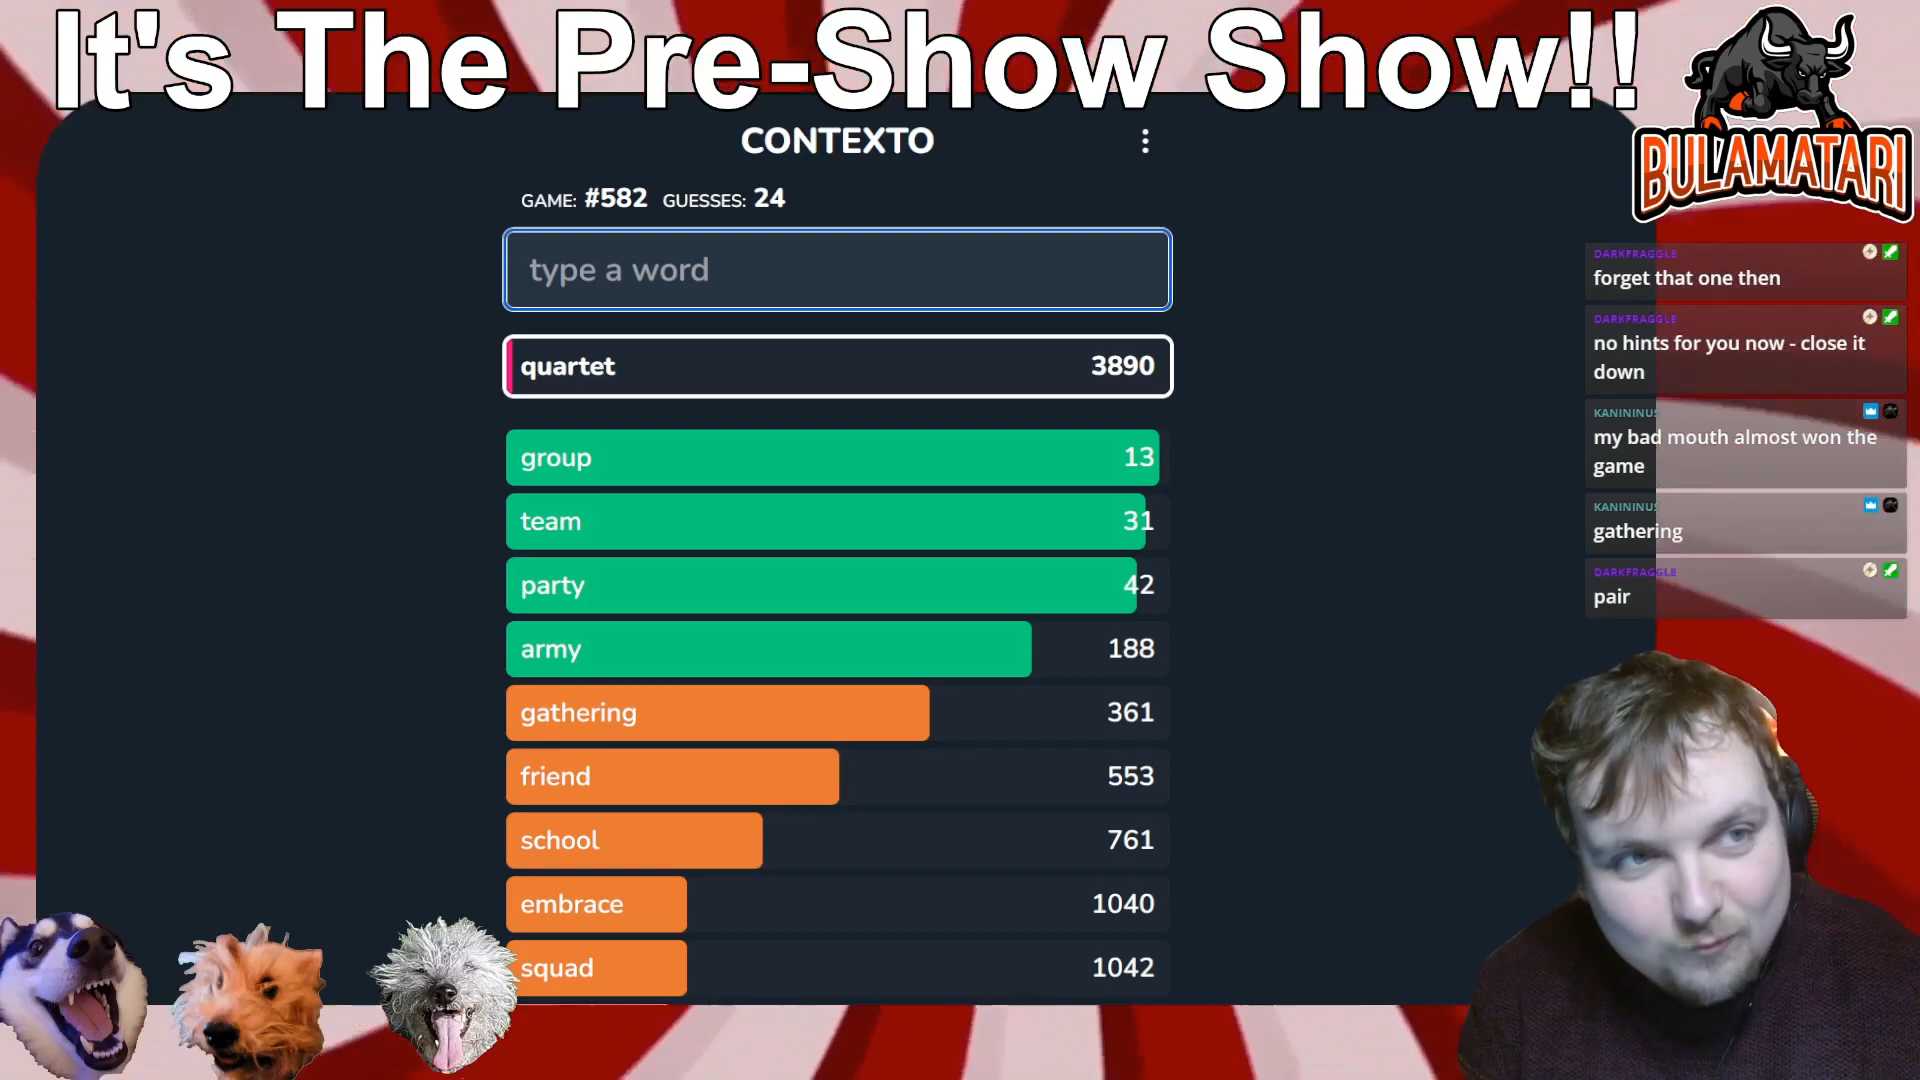 It's The Pre-Show Show!!
BULAMATARI
CONTEXTO
GAME: #582 GUESSES: 24
type a word
quartet 3890
group 13
team 31
party 42
army 188
gathering 361
friend 553
school 761
embrace 1040
squad 1042
DARKFRAGGLE
forget that one then
DARKFRAGGLE
no hints for you now - close it
down
KANININUS
my bad mouth almost won the
game
KANININUS
gathering
DARKFRAGGLE
pair